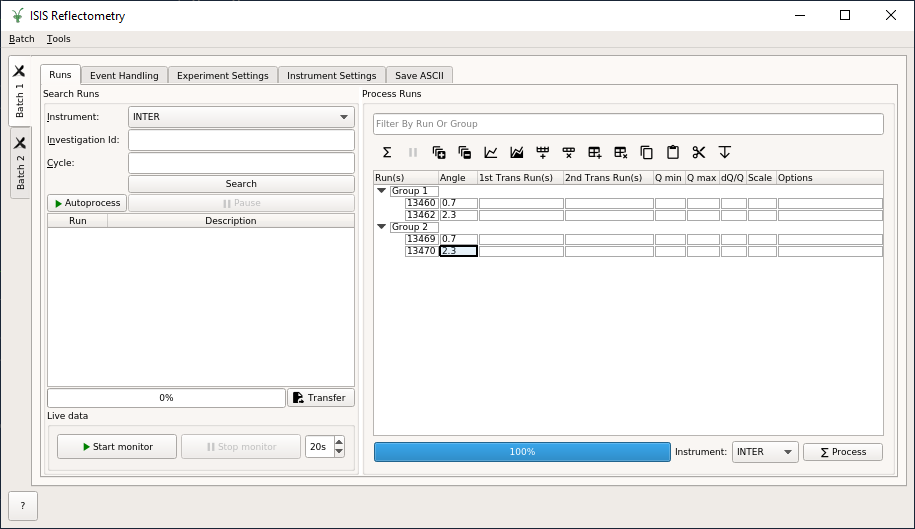 ISIS Reflectometry
Batch Tools
Batch 1
Batch 2
Runs Event Handling Experiment Settings Instrument Settings Save ASCII
Search Runs
Instrument: INTER
Investigation Id:
Cycle:
Search
Autoprocess Pause
Run Description
0% Transfer
Live data
Start monitor Stop monitor 20s
Process Runs
Filter By Run Or Group
Run(s) Angle 1st Trans Run(s) 2nd Trans Run(s) Q min Q max dQ/Q Scale Options
Group 1
13460 0.7
13462 2.3
Group 2
13469 0.7
13470 2.3
100% Instrument: INTER Σ Process
?